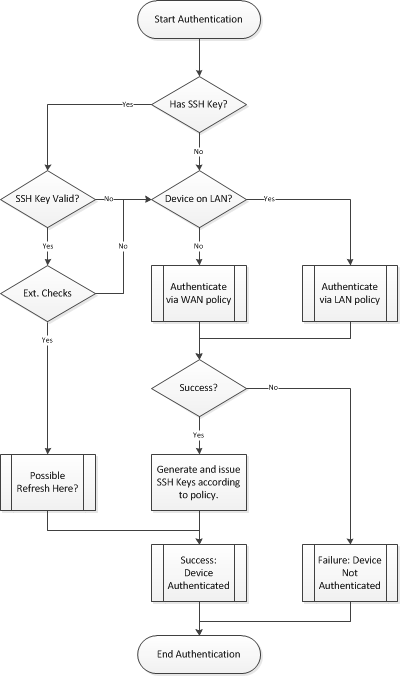 Start Authentication
Has SSH Key?
Yes
No
SSH Key Valid?
No
Device on LAN?
Yes
Yes
No
No
Ext. Checks
Authenticate
via WAN policy
Authenticate
via LAN policy
Yes
Success?
No
Yes
Possible
Refresh Here?
Generate and issue
SSH Keys according
to policy.
Success:
Device
Authenticated
Failure: Device
Not
Authenticated
End Authentication